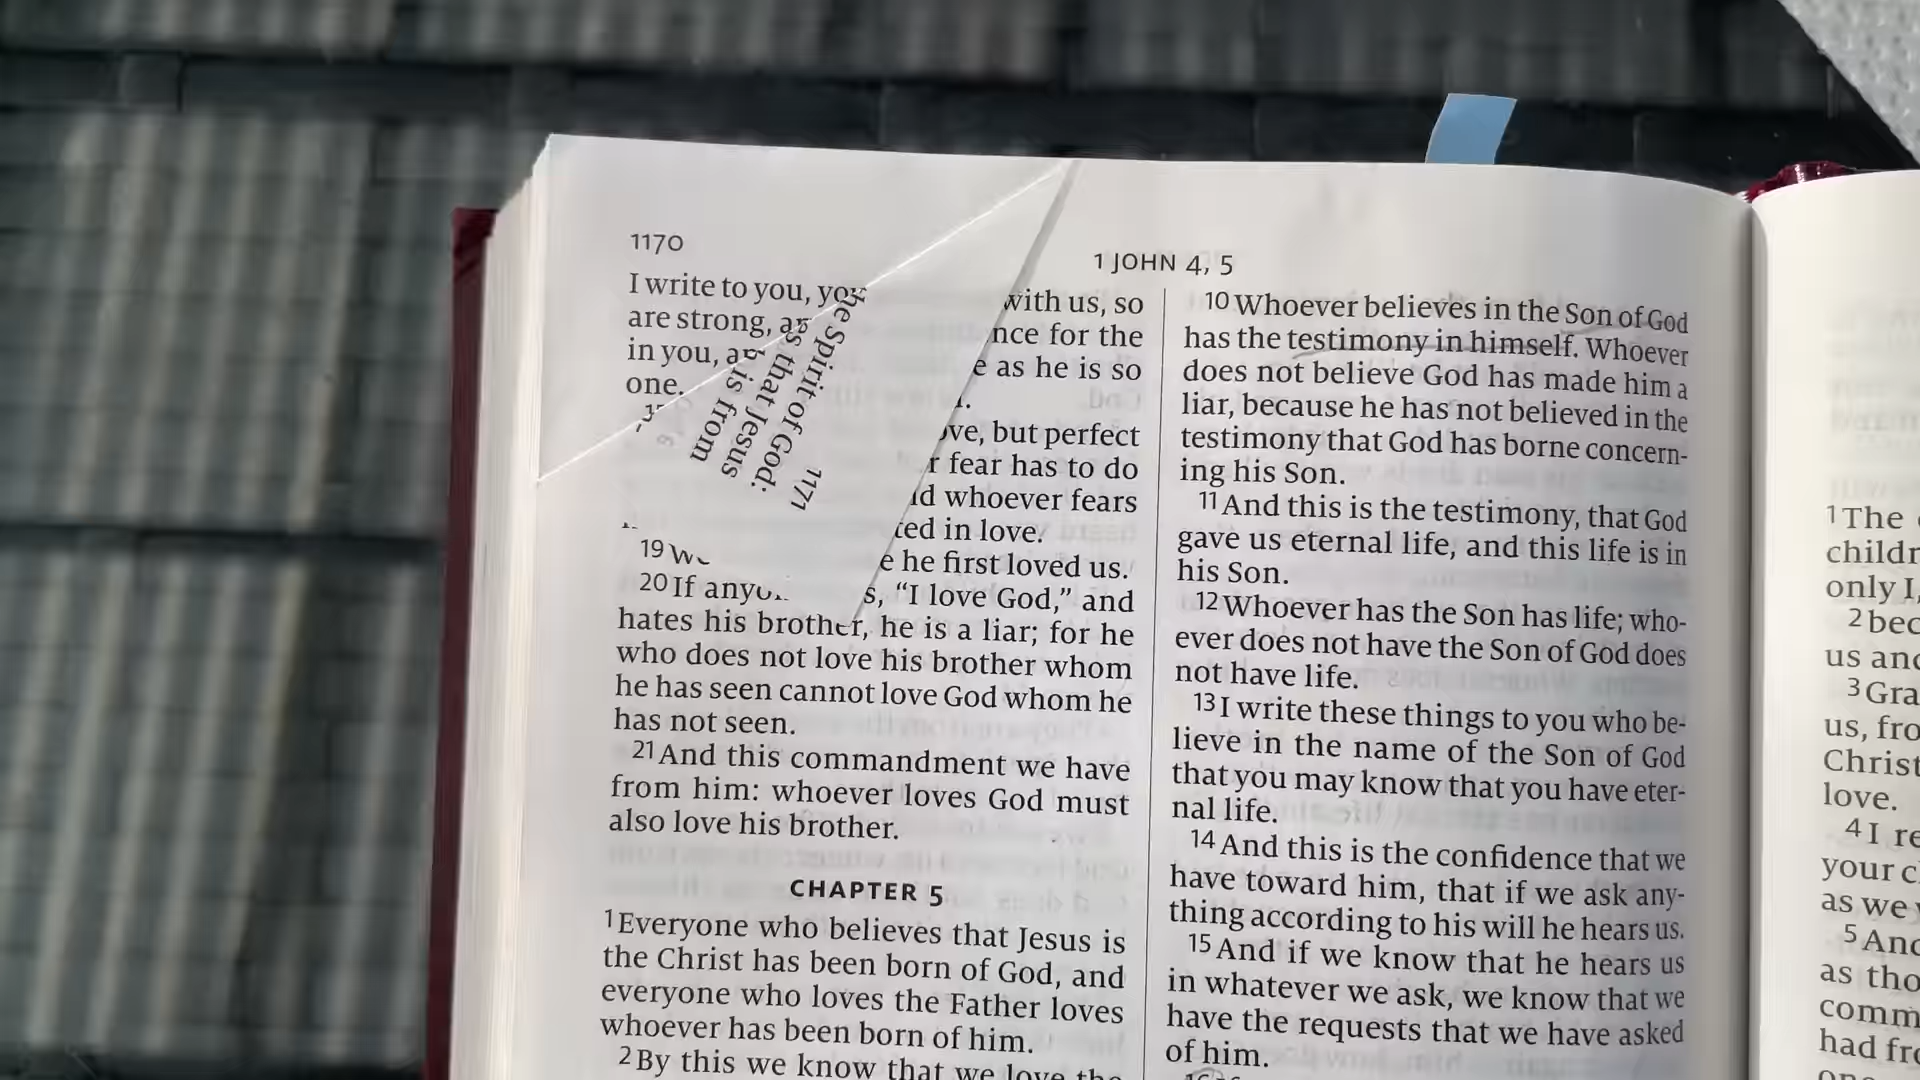 1170
I write to you, you
are strong,
in you,
one.
he Spirit of God:
as that Jesus
is from
1171
1 JOHN 4, 5
with us, so
nce for the
e as he is so
ove, but perfect
r fear has to do
d whoever fears
ted in love.
19 We
e he first loved us.
20 If anyo
s, “I love God,” and
hates his brother, he is a liar; for he
who does not love his brother whom
he has seen cannot love God whom he
has not seen.
21 And this commandment we have
from him: whoever loves God must
also love his brother.
CHAPTER 5
1 Everyone who believes that Jesus is
the Christ has been born of God, and
everyone who loves the Father loves
whoever has been born of him.
2 By this we know that we love the
10 Whoever believes in the Son of God
has the testimony in himself. Whoever
does not believe God has made him a
liar, because he has not believed in the
testimony that God has borne concern-
ing his Son.
11 And this is the testimony, that God
gave us eternal life, and this life is in
his Son.
12 Whoever has the Son has life; who-
ever does not have the Son of God does
not have life.
13 I write these things to you who be-
lieve in the name of the Son of God
that you may know that you have eter-
nal life.
14 And this is the confidence that we
have toward him, that if we ask any-
thing according to his will he hears us.
15 And if we know that he hears us
in whatever we ask, we know that we
have the requests that we have asked
of him.
1 The
childr
only I,
2 bec
us and
3 Gra
us, fro
Christ
love.
4 I re
your c
as we
5 And
as tho
comm
had fro
one